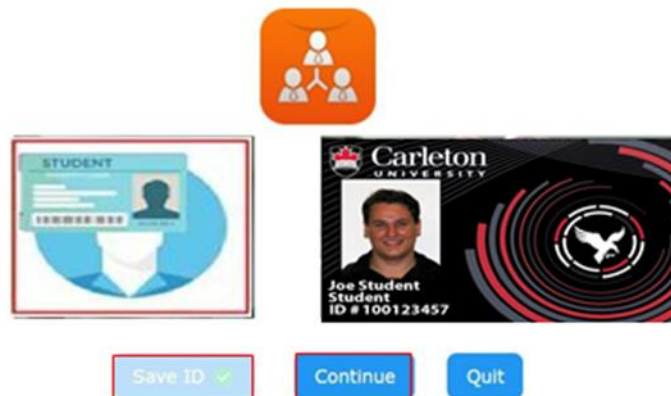 STUDENT
Carleton
UNIVERSITY
Joe Student
Student
ID # 100123457
Save ID ✅
Continue
Quit